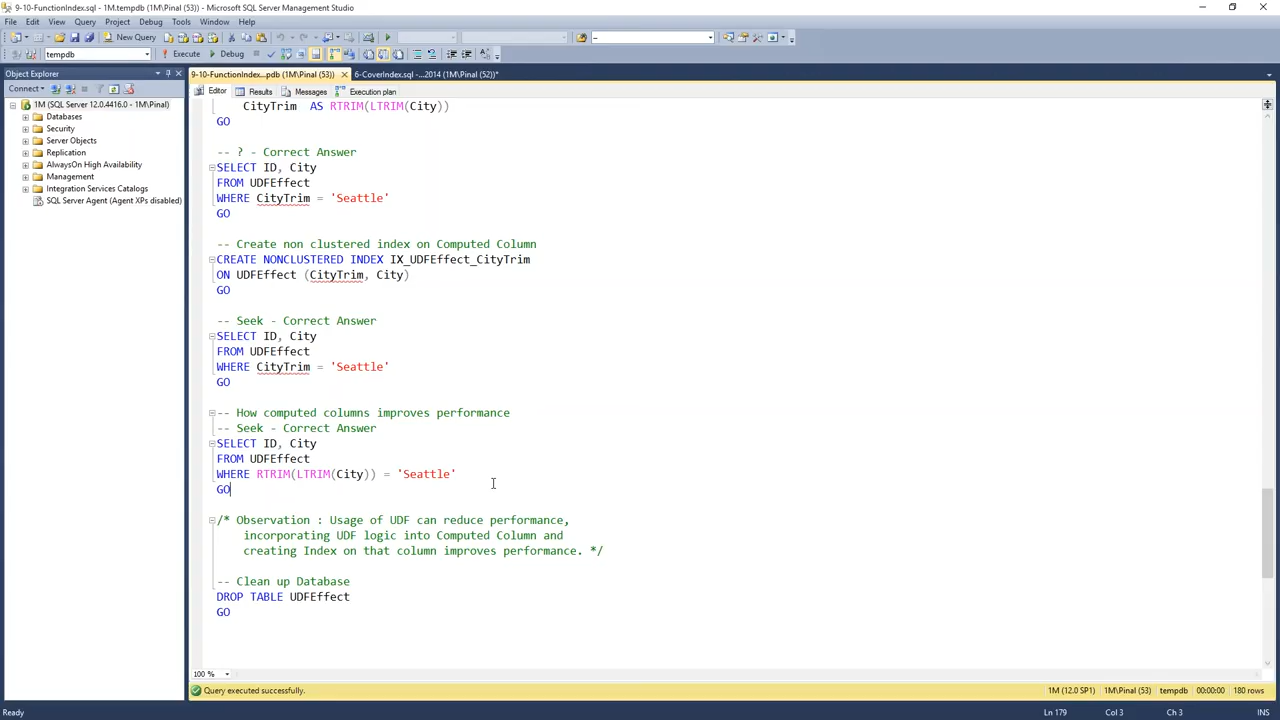 9-10-FunctionIndex.sql - 1M.tempdb (1M\Pinal (53)) - Microsoft SQL Server Management Studio
File Edit View Query Project Debug Tools Window Help
New Query
tempdb Execute Debug
Object Explorer
Connect
1M (SQL Server 12.0.4416.0 - 1M\Pinal)
Databases
Security
Server Objects
Replication
AlwaysOn High Availability
Management
Integration Services Catalogs
SQL Server Agent (Agent XPs disabled)
9-10-FunctionIndex...pdb (1M\Pinal (53)) 6-CoverIndex.sql -...2014 (1M\Pinal (52))*
Editor Results Messages Execution plan
CityTrim AS RTRIM(LTRIM(City))
GO
-- ? - Correct Answer
SELECT ID, City
FROM UDFEffect
WHERE CityTrim = 'Seattle'
GO
-- Create non clustered index on Computed Column
CREATE NONCLUSTERED INDEX IX_UDFEffect_CityTrim
ON UDFEffect (CityTrim, City)
GO
-- Seek - Correct Answer
SELECT ID, City
FROM UDFEffect
WHERE CityTrim = 'Seattle'
GO
-- How computed columns improves performance
-- Seek - Correct Answer
SELECT ID, City
FROM UDFEffect
WHERE RTRIM(LTRIM(City)) = 'Seattle'
GO
/* Observation : Usage of UDF can reduce performance,
incorporating UDF logic into Computed Column and
creating Index on that column improves performance. */
-- Clean up Database
DROP TABLE UDFEffect
GO
100 %
Query executed successfully. 1M (12.0 SP1) 1M\Pinal (53) tempdb 00:00:00 180 rows
Ready Ln 179 Col 3 Ch 3 INS